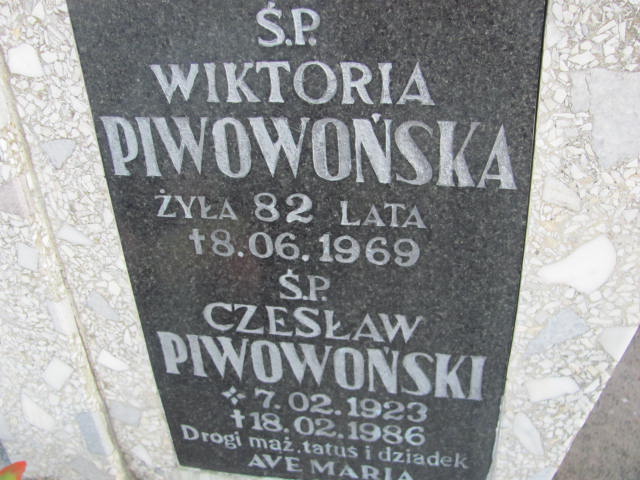 Ś.P.
WIKTORIA
PIWOWOŃSKA
ŻYŁA 82 LATA
†8.06.1969
Ś.P.
CZESŁAW
PIWOWOŃSKI
⁎7.02.1923
†18.02.1986
Drogi mąż, tatuś i dziadek
AVE MARIA